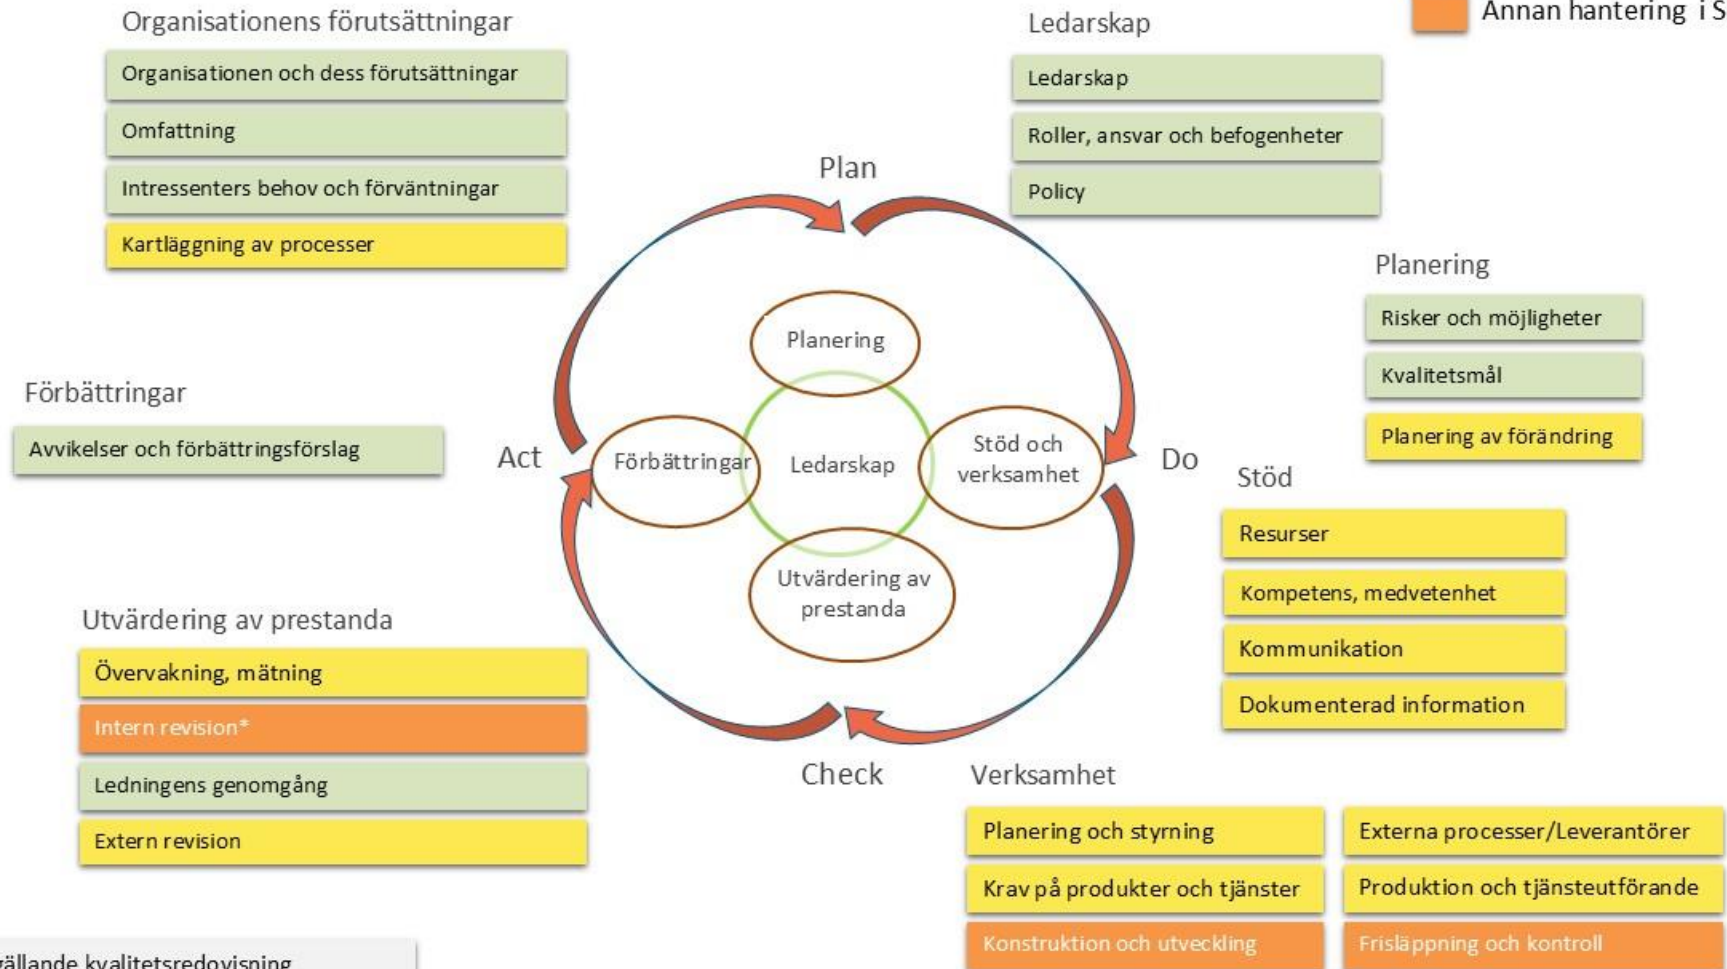 Organisationens förutsättningar
Organisationen och dess förutsättningar
Omfattning
Intressenters behov och förväntningar
Kartläggning av processer
Ledarskap
Ledarskap
Roller, ansvar och befogenheter
Policy
Annan hantering i S
Plan
Planering
Risker och möjligheter
Kvalitetsmål
Planering av förändring
Förbättringar
Avvikelser och förbättringsförslag
Act
Planering
Förbättringar
Ledarskap
Stöd och
verksamhet
Utvärdering av
prestanda
Do
Stöd
Resurser
Kompetens, medvetenhet
Kommunikation
Dokumenterad information
Utvärdering av prestanda
Övervakning, mätning
Intern revision*
Ledningens genomgång
Extern revision
Check
Verksamhet
Planering och styrning
Externa processer/Leverantörer
Krav på produkter och tjänster
Produktion och tjänsteutförande
Konstruktion och utveckling
Frisläppning och kontroll
gällande kvalitetsredovisning